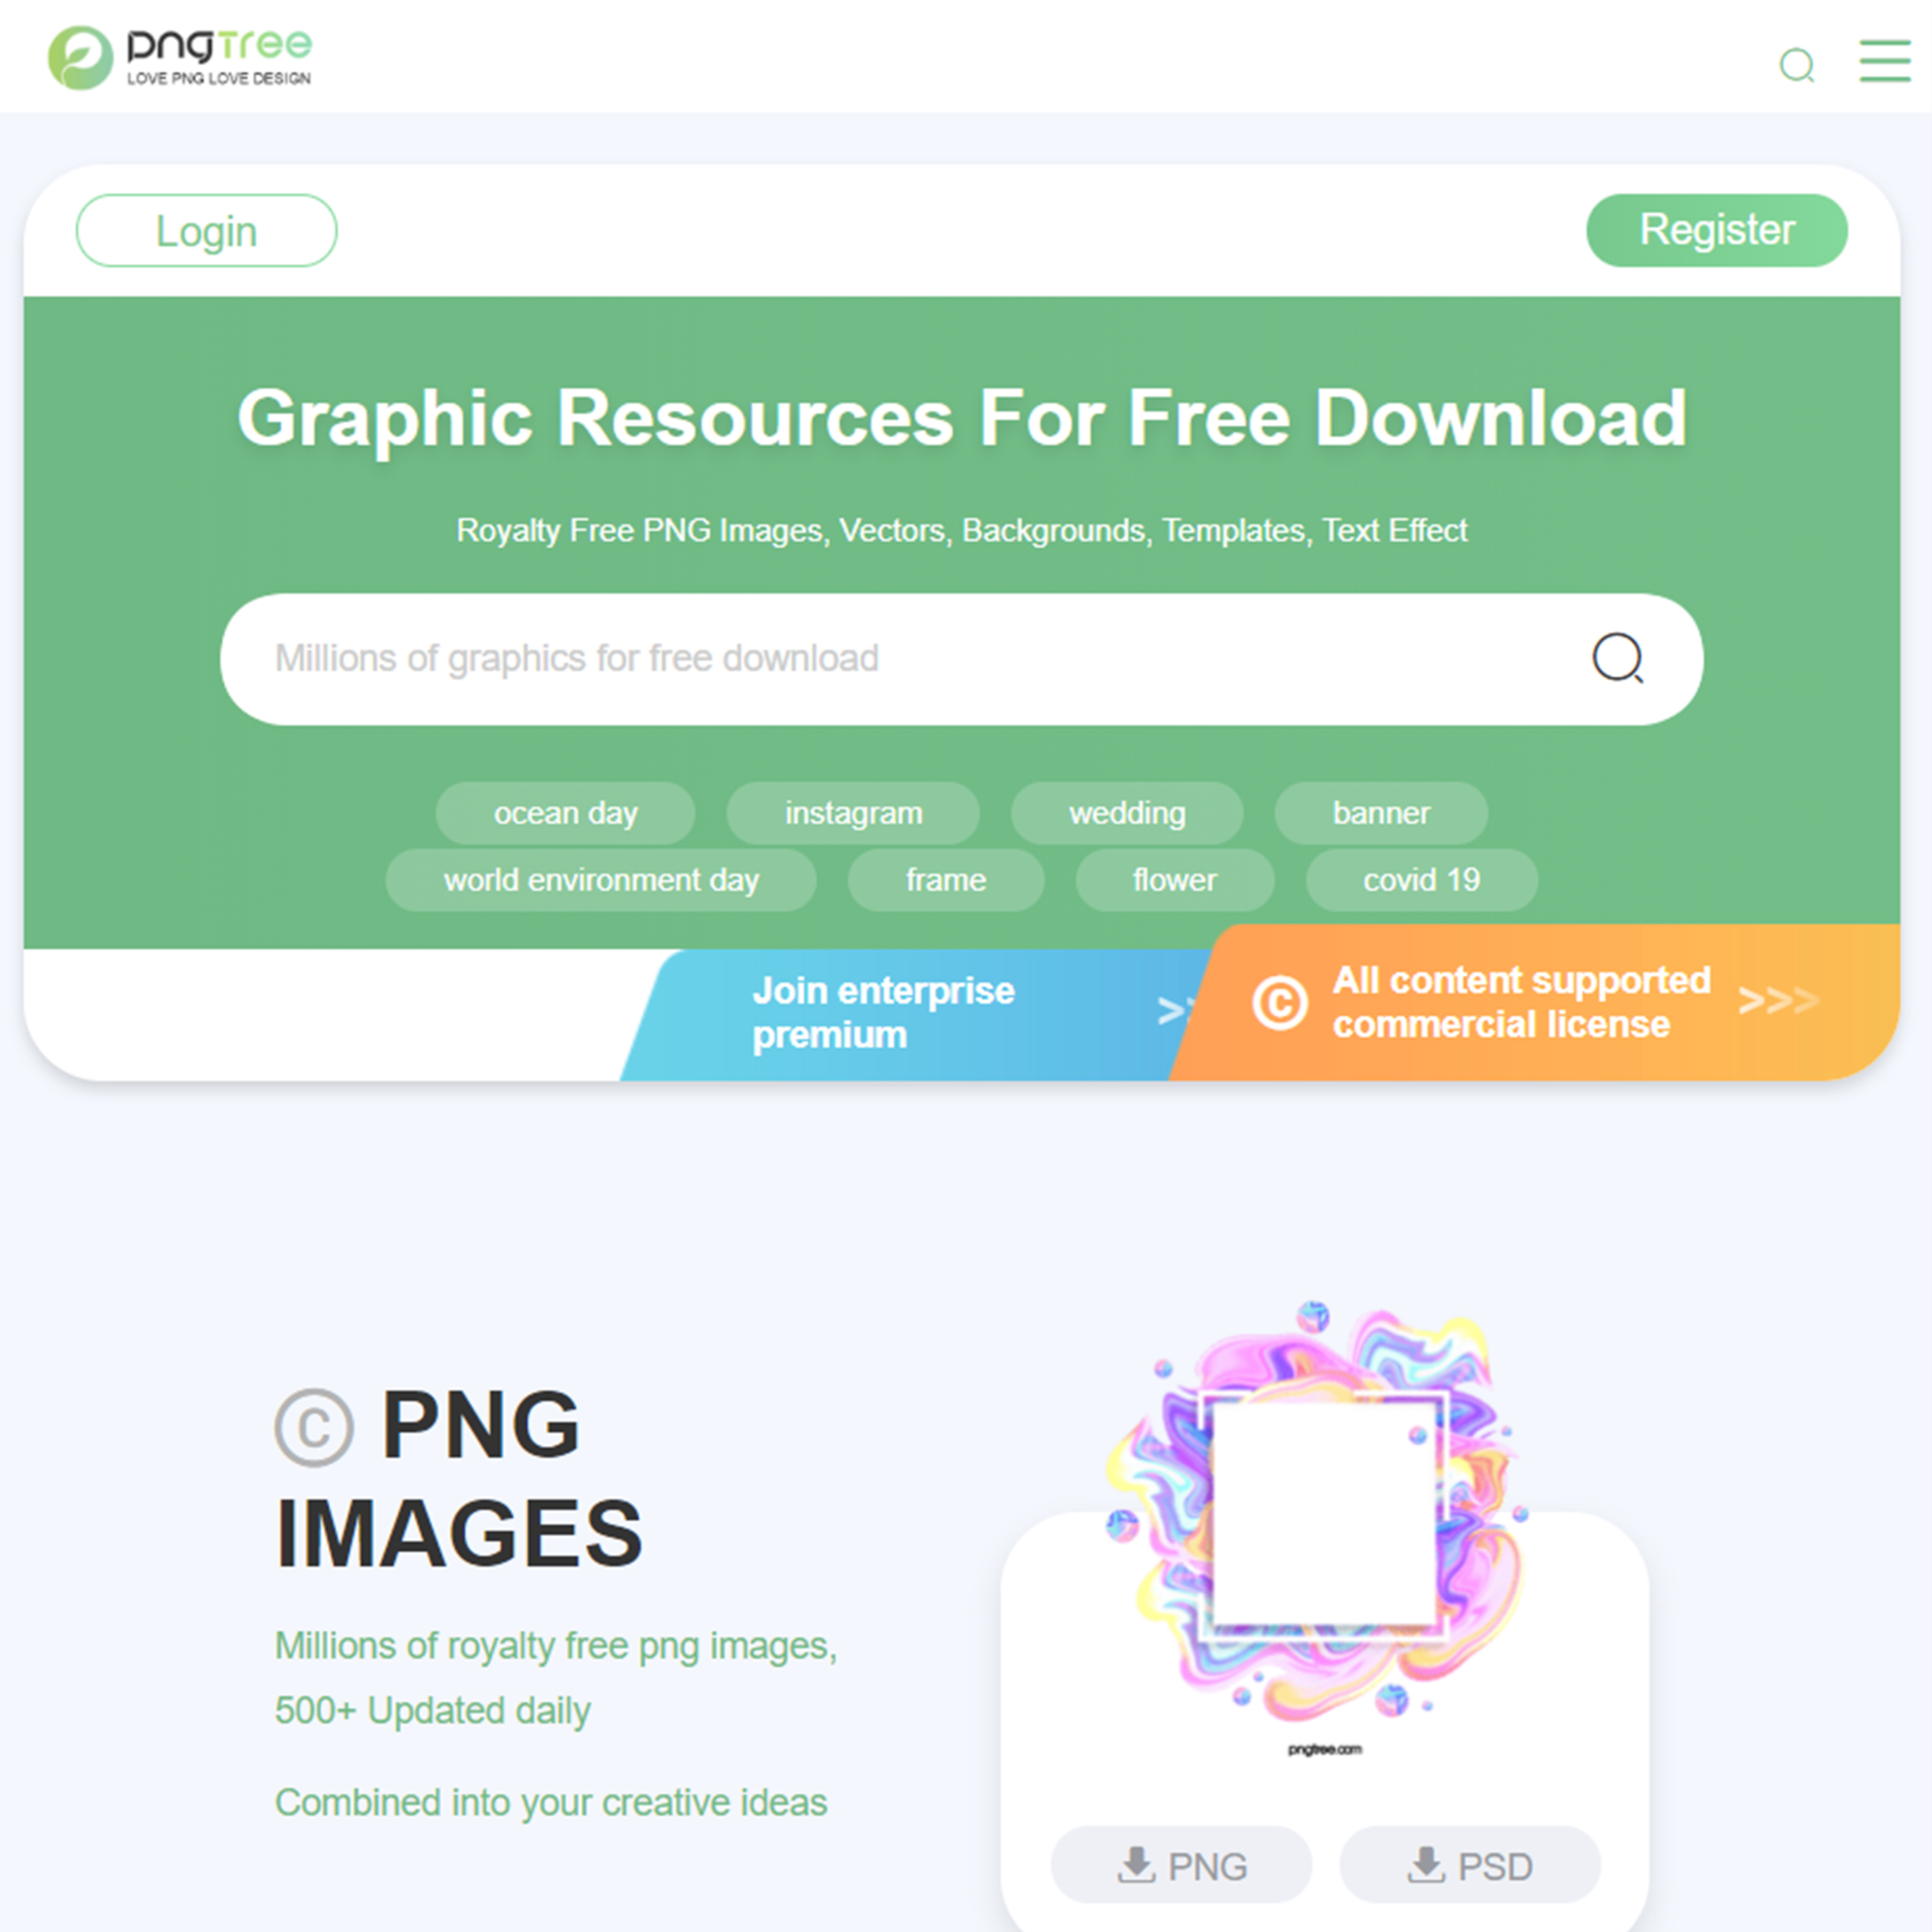 pngTree
LOVE PNG LOVE DESIGN
Login
Register
Graphic Resources For Free Download
Royalty Free PNG Images, Vectors, Backgrounds, Templates, Text Effect
Millions of graphics for free download
ocean day instagram wedding banner
world environment day frame flower covid 19
Join enterprise
premium
>>
© All content supported
commercial license
>>>
© PNG
IMAGES
Millions of royalty free png images,
500+ Updated daily
Combined into your creative ideas
pngtree.com
PNG
PSD